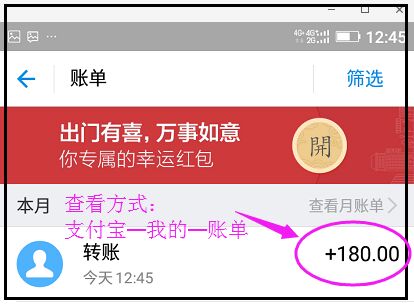 4G+4G 2G 12:45
账单
筛选
出门有喜，万事如意
你专属的幸运红包
開
本月
查看方式：
查看月账单
支付宝—我的—账单
转账
+180.00
今天 12:45